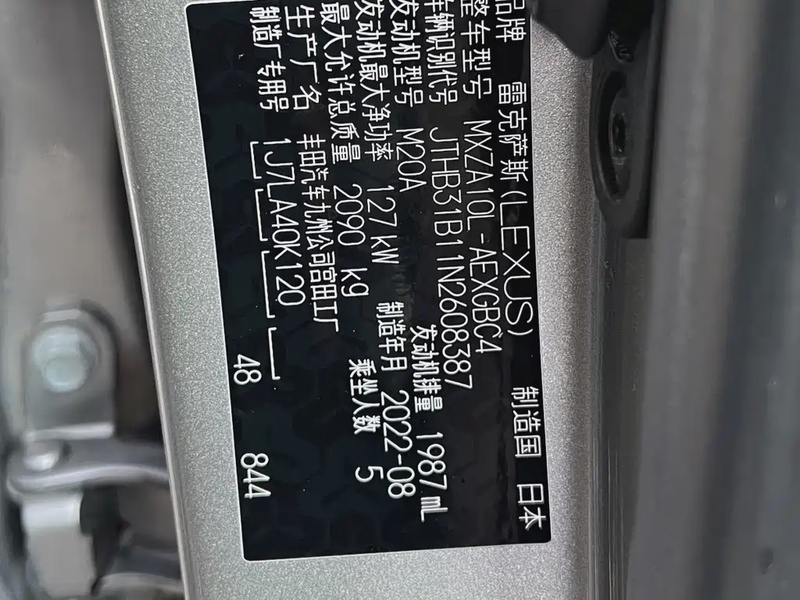 品牌 雷克萨斯(LEXUS) 制造国 日本
整车型号 MXZA10L-AEXGBC4
车辆识别代号 JTHB31B11N2608387
发动机型号 M20A 发动机排量 1987 mL
发动机最大净功率 127 kW 制造年月 2022-08
最大允许总质量 2090 kg 乘坐人数 5
生产厂名 丰田汽车九州公司宫田工厂
制造厂专用号 1J7LA40K120 48 844